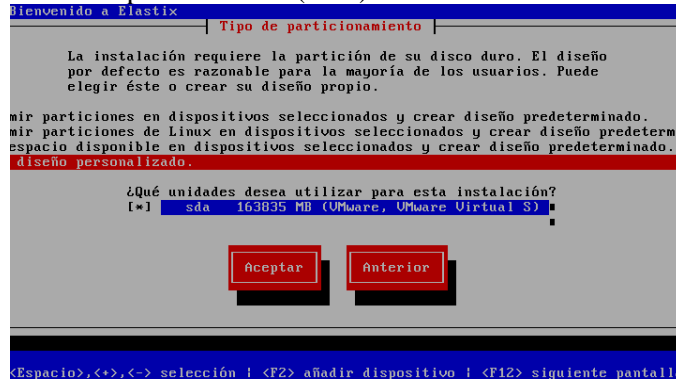 Bienvenido a Elastix
Tipo de particionamiento
La instalación requiere la partición de su disco duro. El diseño
por defecto es razonable para la mayoría de los usuarios. Puede
elegir éste o crear su diseño propio.
mir particiones en dispositivos seleccionados y crear diseño predeterminado.
mir particiones de Linux en dispositivos seleccionados y crear diseño predeterm
espacio disponible en dispositivos seleccionados y crear diseño predeterminado.
diseño personalizado.
¿Qué unidades desea utilizar para esta instalación?
[*] sda 163835 MB (VMware, VMware Virtual S)
Aceptar Anterior
<Espacio>,<+>,<-> selección | <F2> añadir dispositivo | <F12> siguiente pantall